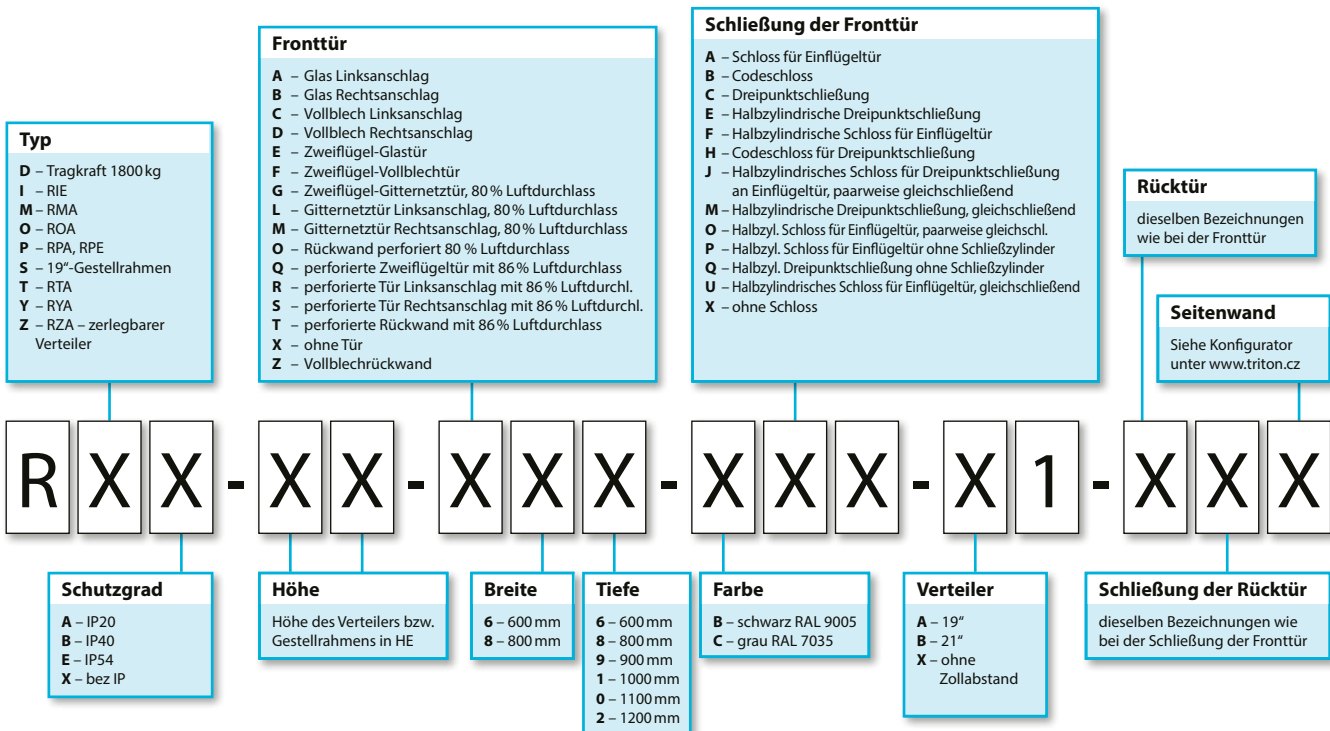 Typ
D – Tragkraft 1800 kg
I – RIE
M – RMA
O – ROA
P – RPA, RPE
S – 19“-Gestellrahmen
T – RTA
Y – RYA
Z – RZA – zerlegbarer
Verteiler
Fronttür
A – Glas Linksanschlag
B – Glas Rechtsanschlag
C – Vollblech Linksanschlag
D – Vollblech Rechtsanschlag
E – Zweiflügel-Glastür
F – Zweiflügel-Vollblechtür
G – Zweiflügel-Gitternetztür, 80 % Luftdurchlass
L – Gitternetztür Linksanschlag, 80 % Luftdurchlass
M – Gitternetztür Rechtsanschlag, 80 % Luftdurchlass
O – Rückwand perforiert 80 % Luftdurchlass
Q – perforierte Zweiflügeltür mit 86 % Luftdurchlass
R – perforierte Tür Linksanschlag mit 86 % Luftdurchl.
S – perforierte Tür Rechtsanschlag mit 86 % Luftdurchl.
T – perforierte Rückwand mit 86 % Luftdurchlass
X – ohne Tür
Z – Vollblechrückwand
Schließung der Fronttür
A – Schloss für Einflügeltür
B – Codeschloss
C – Dreipunktschließung
E – Halbzylindrische Dreipunktschließung
F – Halbzylindrische Schloss für Einflügeltür
H – Codeschloss für Dreipunktschließung
J – Halbzylindrisches Schloss für Dreipunktschließung
an Einflügeltür, paarweise gleichschließend
M – Halbzylindrische Dreipunktschließung, gleichschließend
O – Halbzyl. Schloss für Einflügeltür, paarweise gleichschl.
P – Halbzyl. Schloss für Einflügeltür ohne Schließzylinder
Q – Halbzyl. Dreipunktschließung ohne Schließzylinder
U – Halbzylindrisches Schloss für Einflügeltür, gleichschließend
X – ohne Schloss
Rücktür
dieselben Bezeichnungen
wie bei der Fronttür
Seitenwand
Siehe Konfigurator
unter www.triton.cz
R X X - X X - X X X - X X X - X 1 - X X X
Schutzgrad
A – IP20
B – IP40
E – IP54
X – bez IP
Höhe
Höhe des Verteilers bzw.
Gestellrahmens in HE
Breite
6 – 600 mm
8 – 800 mm
Tiefe
6 – 600 mm
8 – 800 mm
9 – 900 mm
1 – 1000 mm
0 – 1100 mm
2 – 1200 mm
Farbe
B – schwarz RAL 9005
C – grau RAL 7035
Verteiler
A – 19“
B – 21“
X – ohne
Zollabstand
Schließung der Rücktür
dieselben Bezeichnungen wie
bei der Schließung der Fronttür